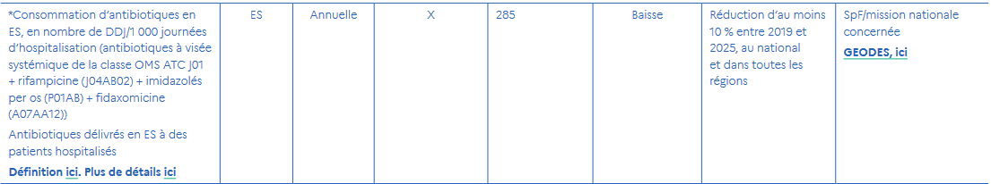 *Consommation d'antibiotiques en
ES, en nombre de DDJ/1 000 journées
d'hospitalisation (antibiotiques à visée
systémique de la classe OMS ATC J01
+ rifampicine (J04AB02) + imidazolés
per os (P01AB) + fidaxomicine
(A07AA12))
Antibiotiques délivrés en ES à des
patients hospitalisés
Définition ici. Plus de détails ici
ES
Annuelle
X
285
Baisse
Réduction d'au moins
10 % entre 2019 et
2025, au national
et dans toutes les
régions
SpF/mission nationale
concernée
GEODES, ici